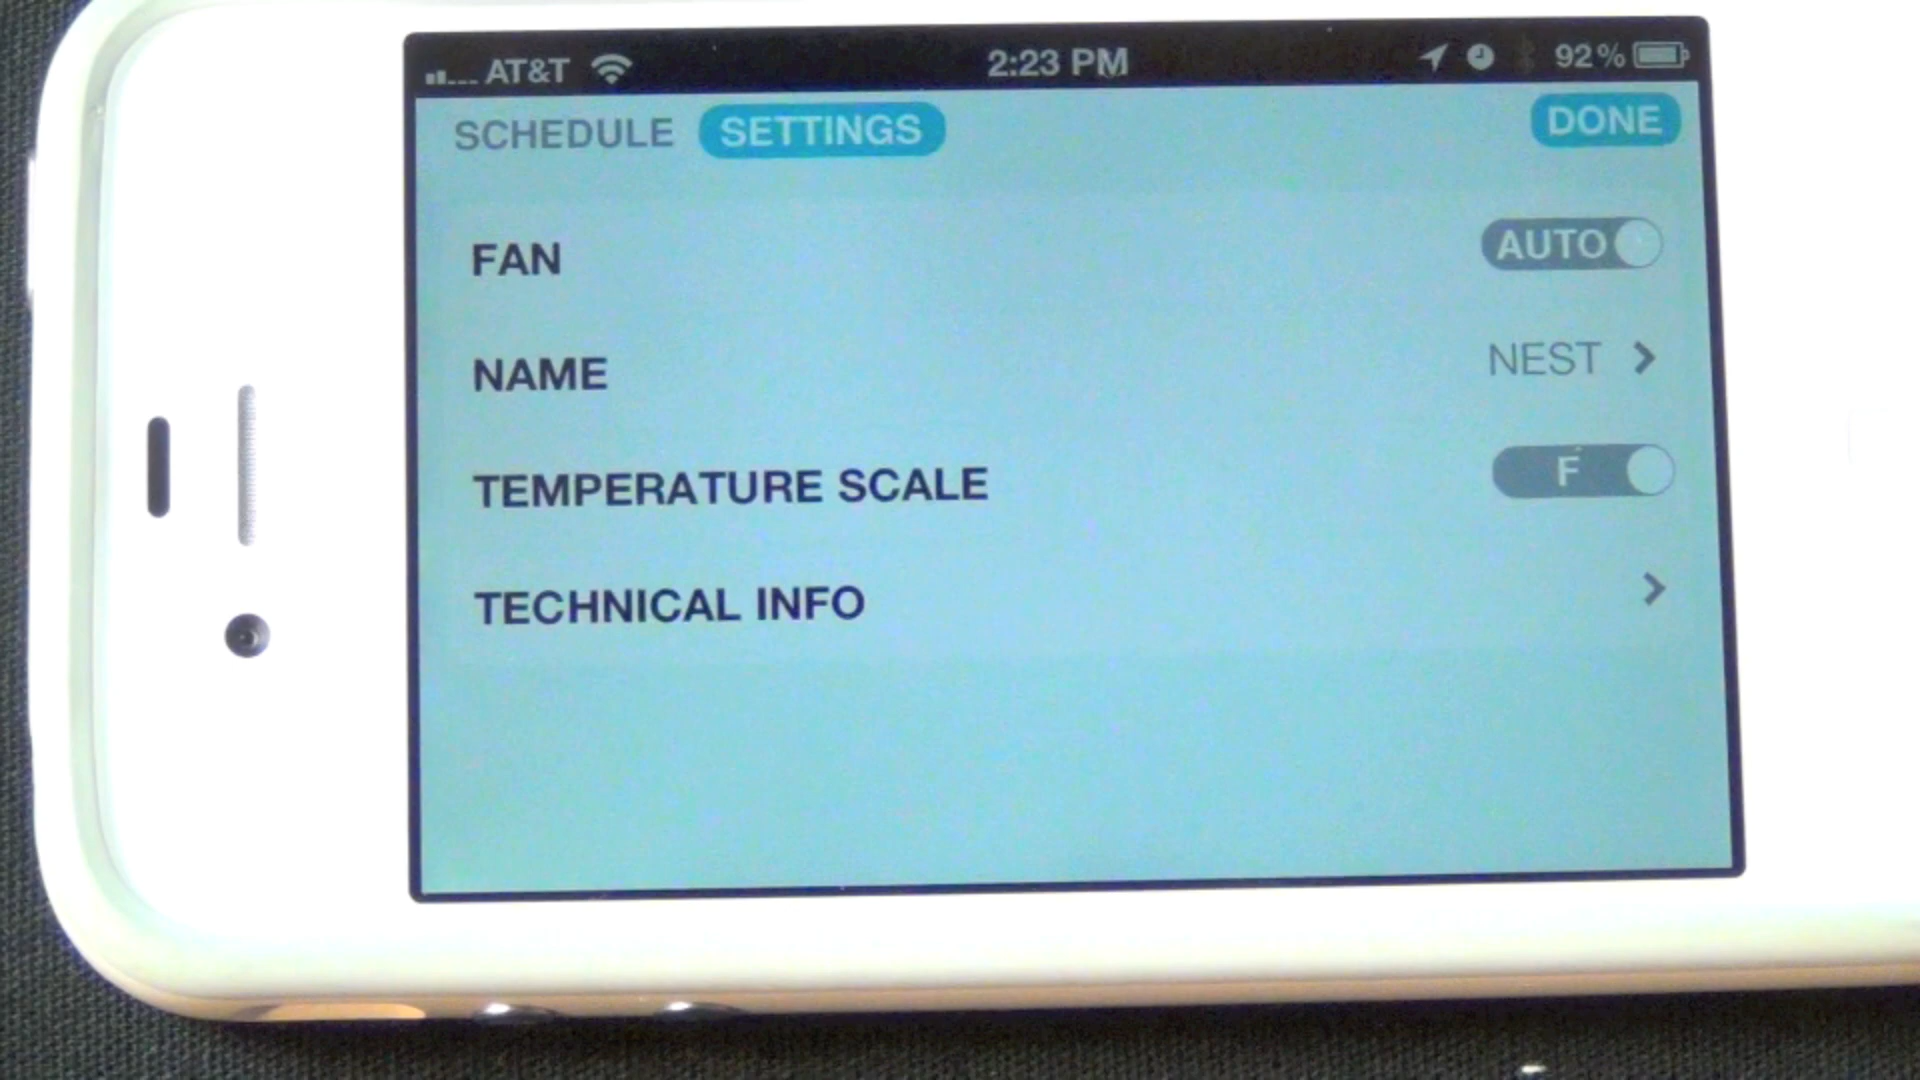 AT&T 2:23 PM 92%
SCHEDULE SETTINGS DONE
FAN AUTO
NAME NEST
TEMPERATURE SCALE F
TECHNICAL INFO